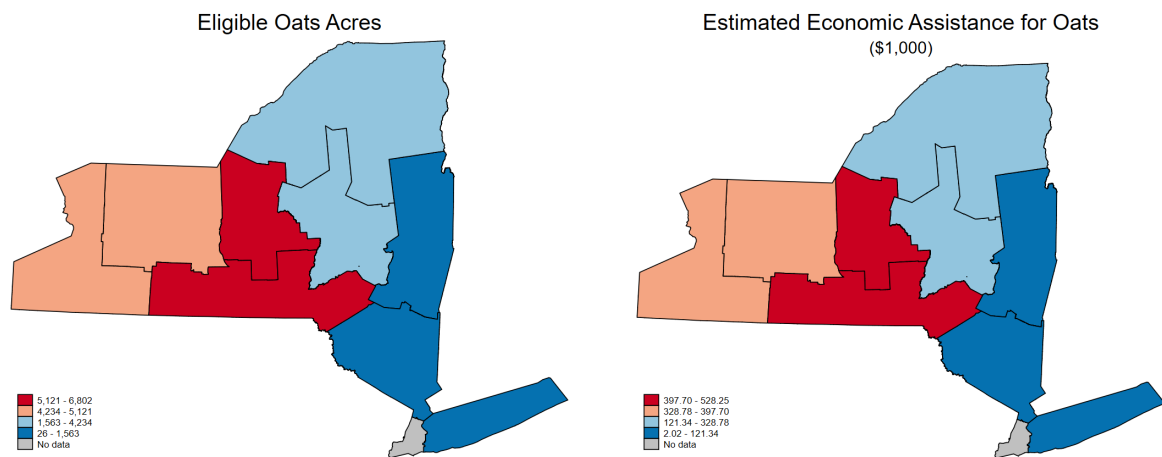 Eligible Oats Acres
5,121 - 6,802
4,234 - 5,121
1,563 - 4,234
26 - 1,563
No data
Estimated Economic Assistance for Oats
($1,000)
397.70 - 528.25
328.78 - 397.70
121.34 - 328.78
2.02 - 121.34
No data